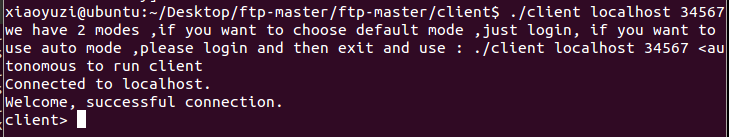 xiaoyuzi@ubuntu:~/Desktop/ftp-master/ftp-master/client$ ./client localhost 34567
we have 2 modes ,if you want to choose default mode ,just login, if you want to
use auto mode ,please login and then exit and use : ./client localhost 34567 <au
tonomous to run client
Connected to localhost.
Welcome, successful connection.
client>